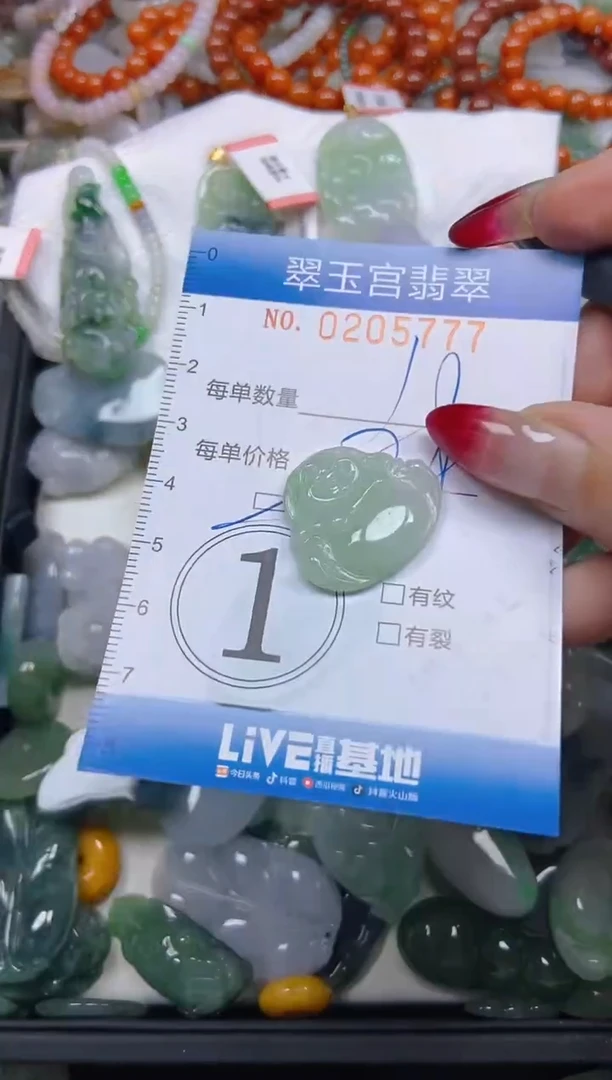 0
翠玉宫翡翠
1
NO. 0205777
2
每单数量
3
每单价格
4
5
1
□有纹
6
□有裂
7
LiVE直播基地
今日头条 抖音 西瓜视频 抖音火山版